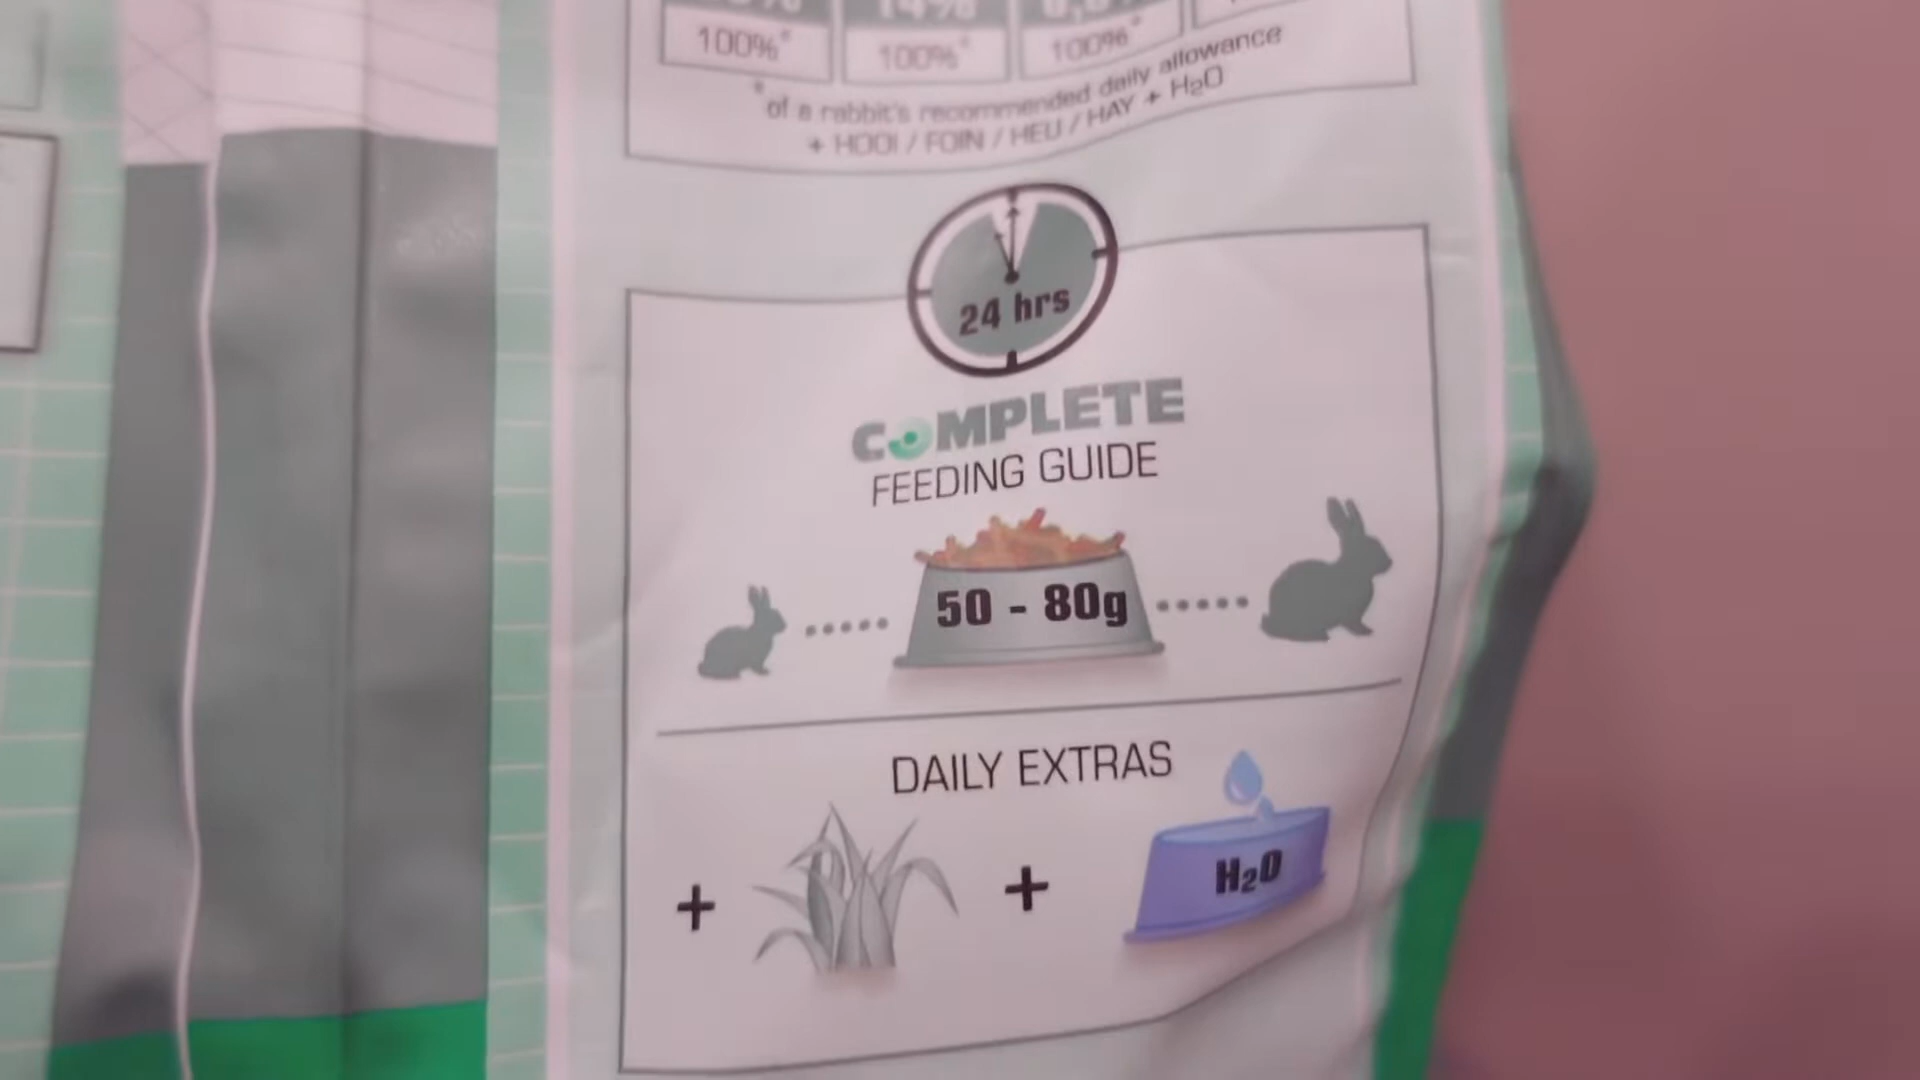 14%
100%* 100%* 100%*
*of a rabbit's recommended daily allowance
+ HOOI / FOIN / HEU / HAY + H2O
24 hrs
COMPLETE
FEEDING GUIDE
50 - 80g
DAILY EXTRAS
+ +
H2O